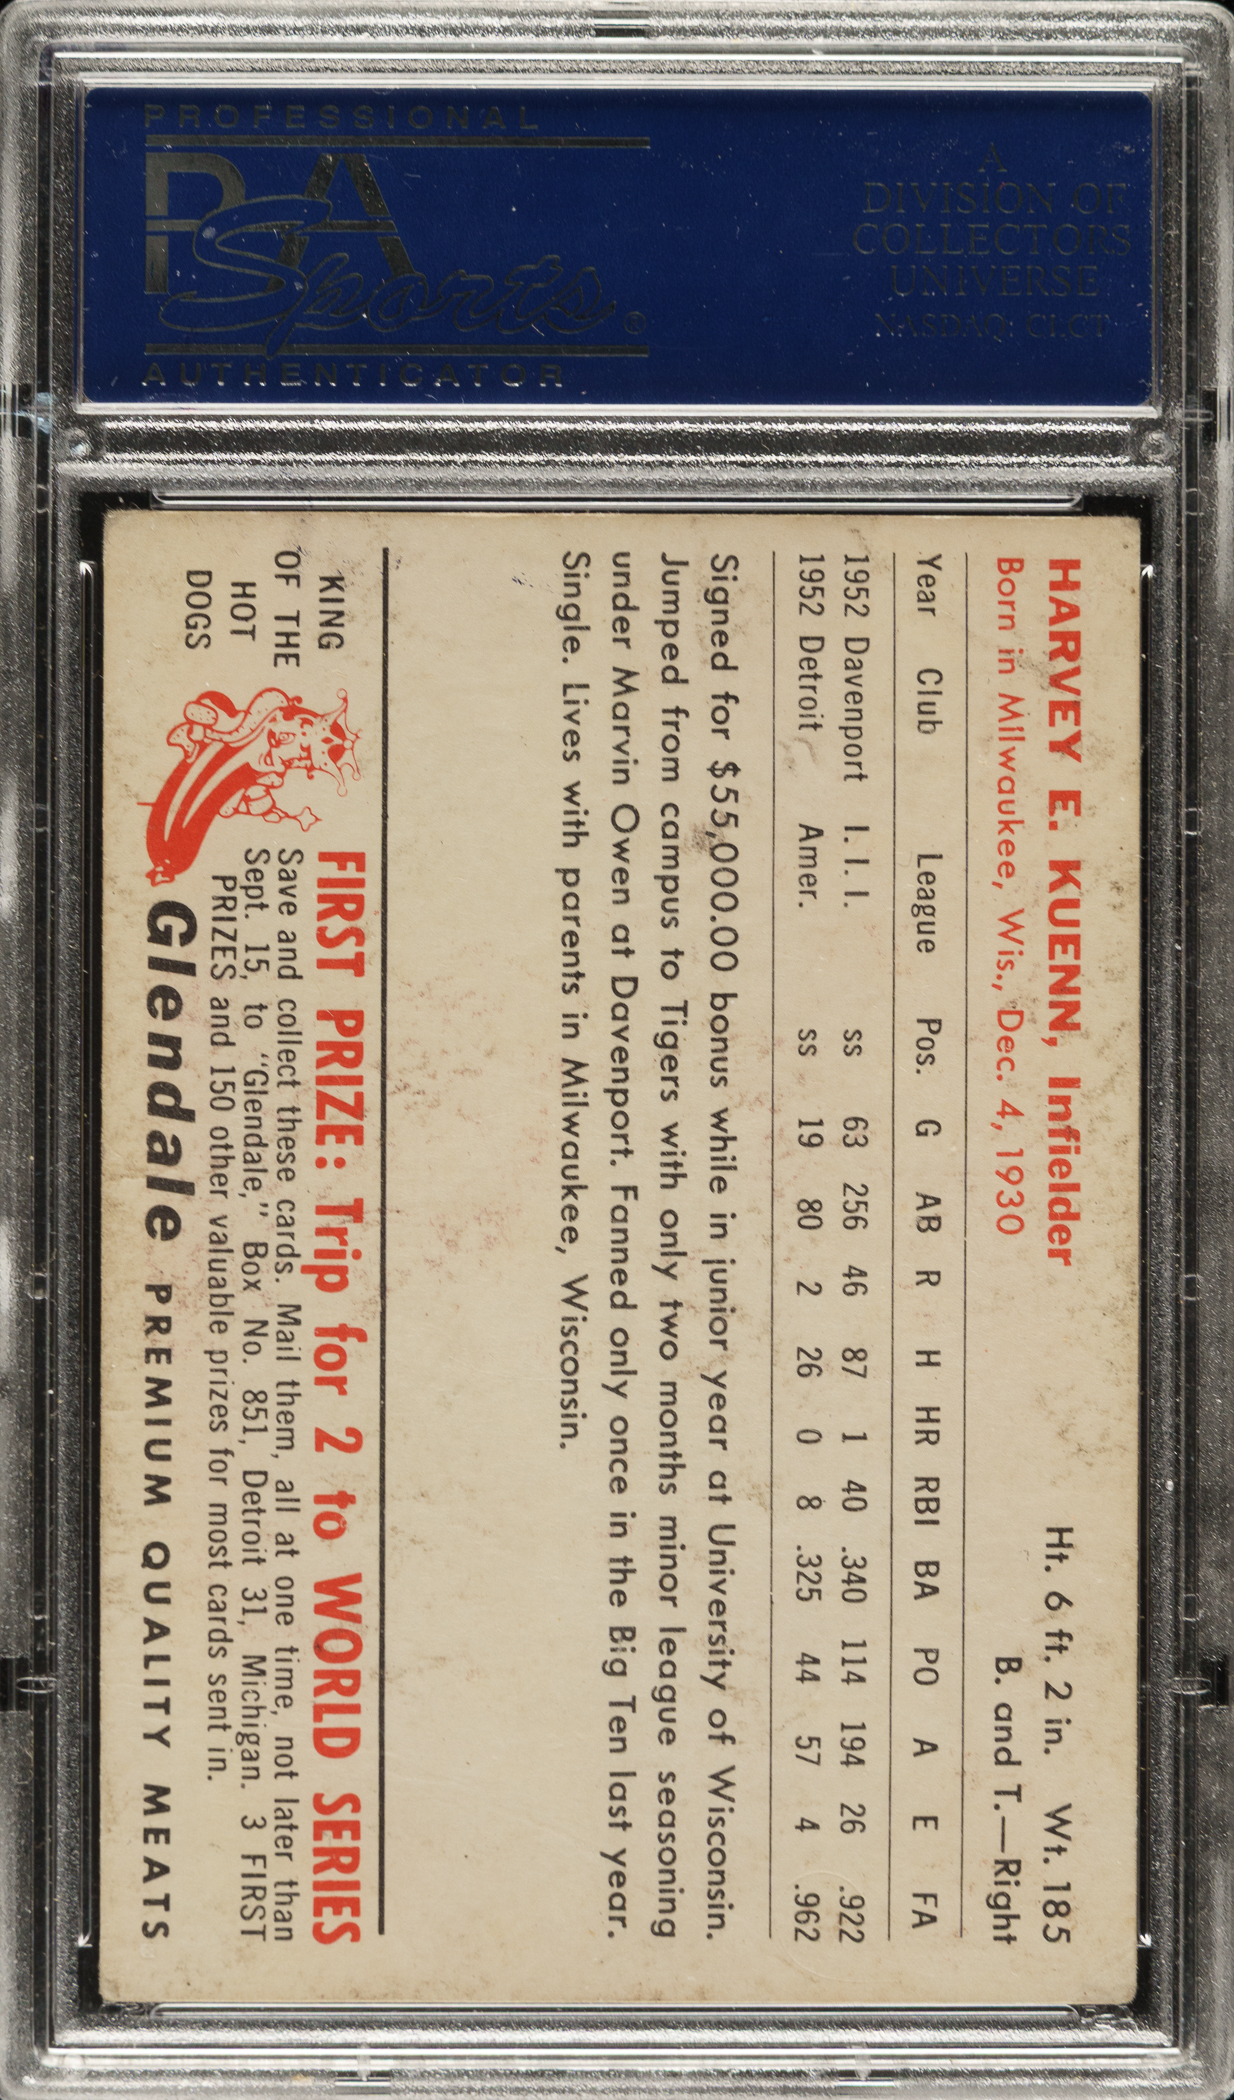 PROFESSIONAL
PSA
Sports®
AUTHENTICATOR
A
DIVISION OF
COLLECTORS
UNIVERSE
NASDAQ: CLCT
HARVEY E. KUENN, Infielder Ht. 6 ft. 2 in. Wt. 185
Born in Milwaukee, Wis., Dec. 4, 1930 B. and T.—Right
Year Club League Pos. G AB R H HR RBI BA PO A E FA
1952 Davenport I. I. I. ss 63 256 46 87 1 40 .340 114 194 26 .922
1952 Detroit Amer. ss 19 80 2 26 0 8 .325 44 57 4 .962
Signed for $55,000.00 bonus while in junior year at University of Wisconsin.
Jumped from campus to Tigers with only two months minor league seasoning
under Marvin Owen at Davenport. Fanned only once in the Big Ten last year.
Single. Lives with parents in Milwaukee, Wisconsin.
KING
OF THE
HOT
DOGS
FIRST PRIZE: Trip for 2 to WORLD SERIES
Save and collect these cards. Mail them, all at one time, not later than
Sept. 15, to "Glendale," Box No. 851, Detroit 31, Michigan. 3 FIRST
PRIZES and 150 other valuable prizes for most cards sent in.
Glendale PREMIUM QUALITY MEATS